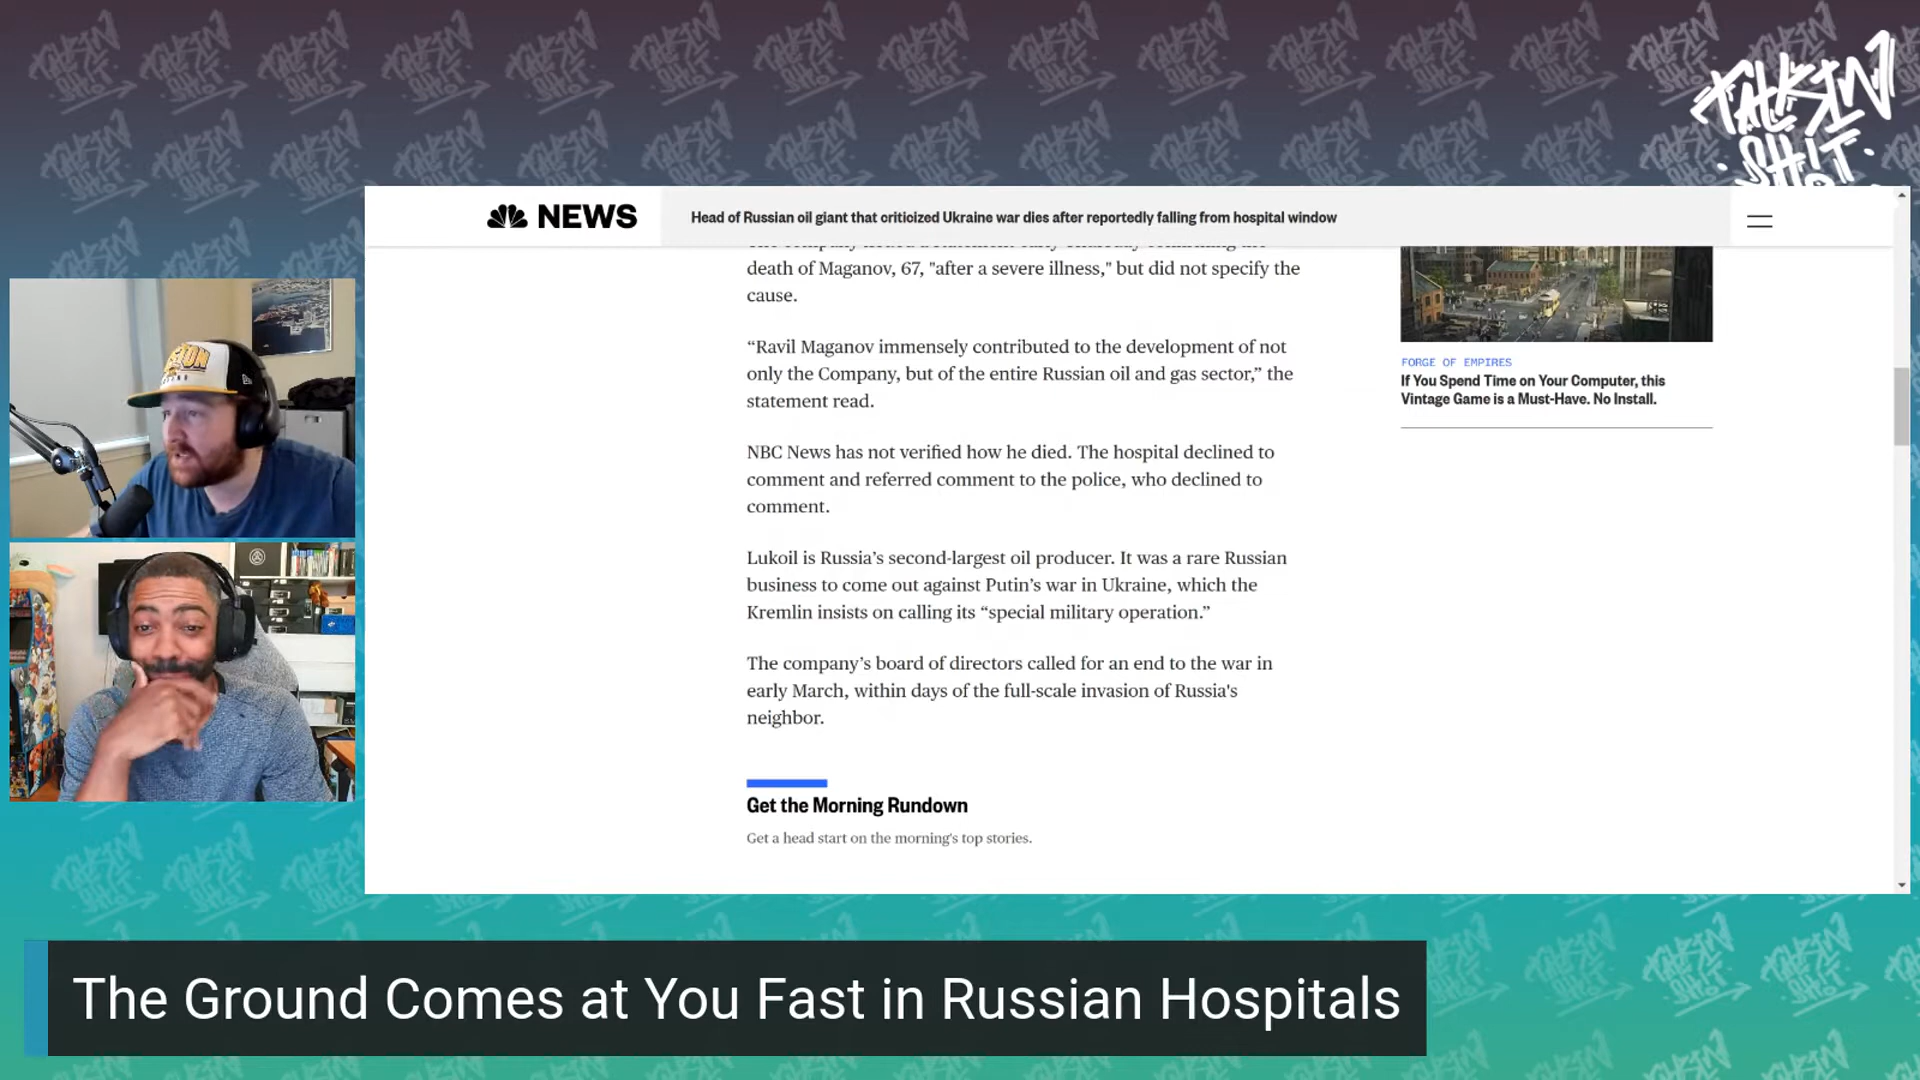 TALKIN
SH!T
NEWS
Head of Russian oil giant that criticized Ukraine war dies after reportedly falling from hospital window
death of Maganov, 67, "after a severe illness," but did not specify the
cause.
“Ravil Maganov immensely contributed to the development of not
only the Company, but of the entire Russian oil and gas sector,” the
statement read.
NBC News has not verified how he died. The hospital declined to
comment and referred comment to the police, who declined to
comment.
Lukoil is Russia’s second-largest oil producer. It was a rare Russian
business to come out against Putin’s war in Ukraine, which the
Kremlin insists on calling its “special military operation.”
The company’s board of directors called for an end to the war in
early March, within days of the full-scale invasion of Russia's
neighbor.
Get the Morning Rundown
Get a head start on the morning's top stories.
FORGE OF EMPIRES
If You Spend Time on Your Computer, this
Vintage Game is a Must-Have. No Install.
The Ground Comes at You Fast in Russian Hospitals